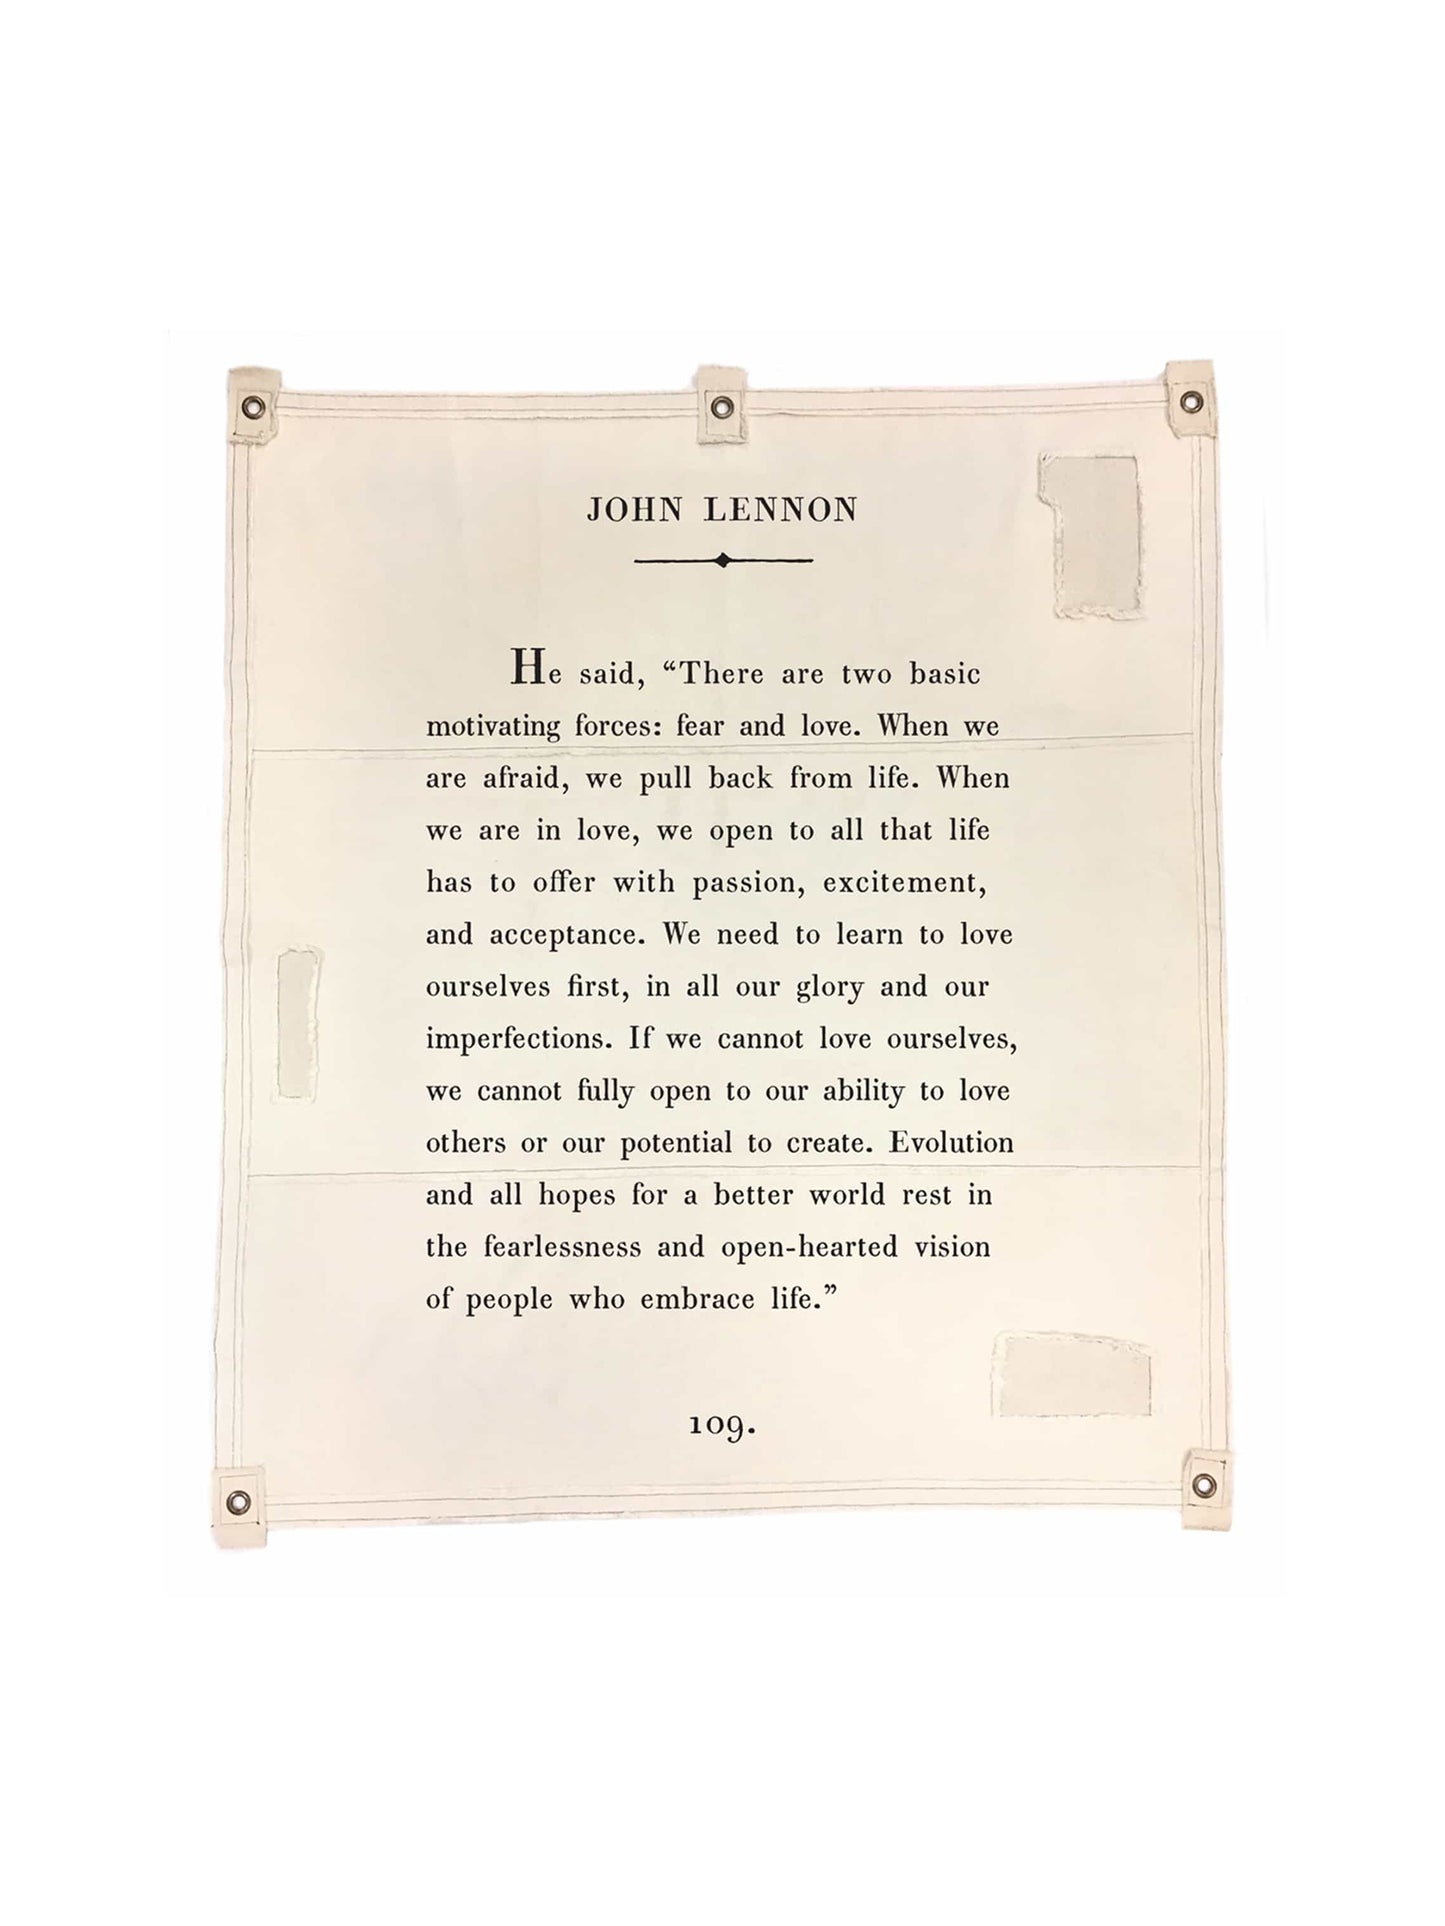 JOHN LENNON
He said, “There are two basic
motivating forces: fear and love. When we
are afraid, we pull back from life. When
we are in love, we open to all that life
has to offer with passion, excitement,
and acceptance. We need to learn to love
ourselves first, in all our glory and our
imperfections. If we cannot love ourselves,
we cannot fully open to our ability to love
others or our potential to create. Evolution
and all hopes for a better world rest in
the fearlessness and open-hearted vision
of people who embrace life.”
109.